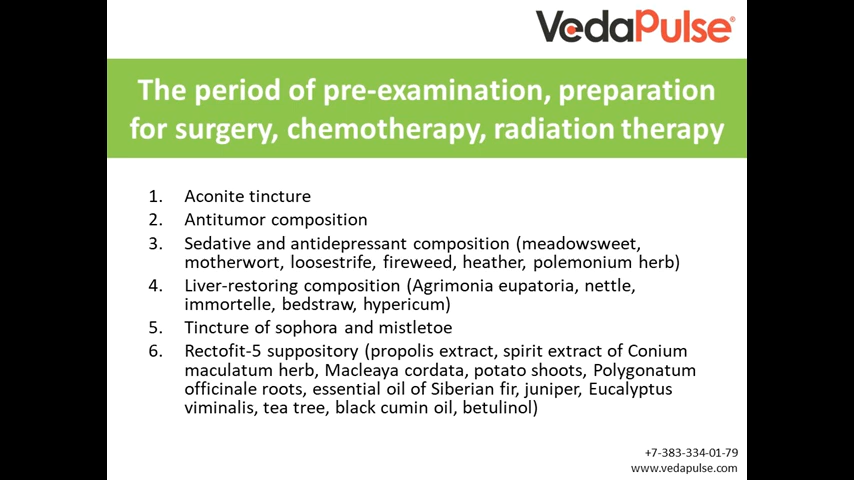 VedaPulse®
The period of pre-examination, preparation
for surgery, chemotherapy, radiation therapy
1. Aconite tincture
2. Antitumor composition
3. Sedative and antidepressant composition (meadowsweet,
motherwort, loosestrife, fireweed, heather, polemonium herb)
4. Liver-restoring composition (Agrimonia eupatoria, nettle,
immortelle, bedstraw, hypericum)
5. Tincture of sophora and mistletoe
6. Rectofit-5 suppository (propolis extract, spirit extract of Conium
maculatum herb, Macleaya cordata, potato shoots, Polygonatum
officinale roots, essential oil of Siberian fir, juniper, Eucalyptus
viminalis, tea tree, black cumin oil, betulinol)
+7-383-334-01-79
www.vedapulse.com